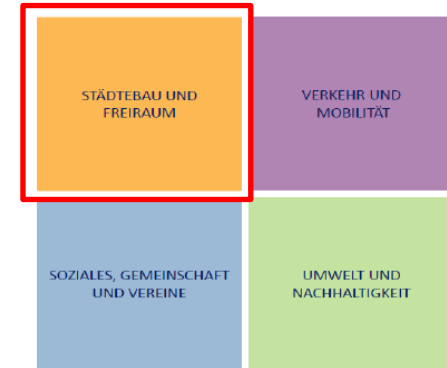 STÄDTEBAU UND
FREIRAUM
VERKEHR UND
MOBILITÄT
SOZIALES, GEMEINSCHAFT
UND VEREINE
UMWELT UND
NACHHALTIGKEIT